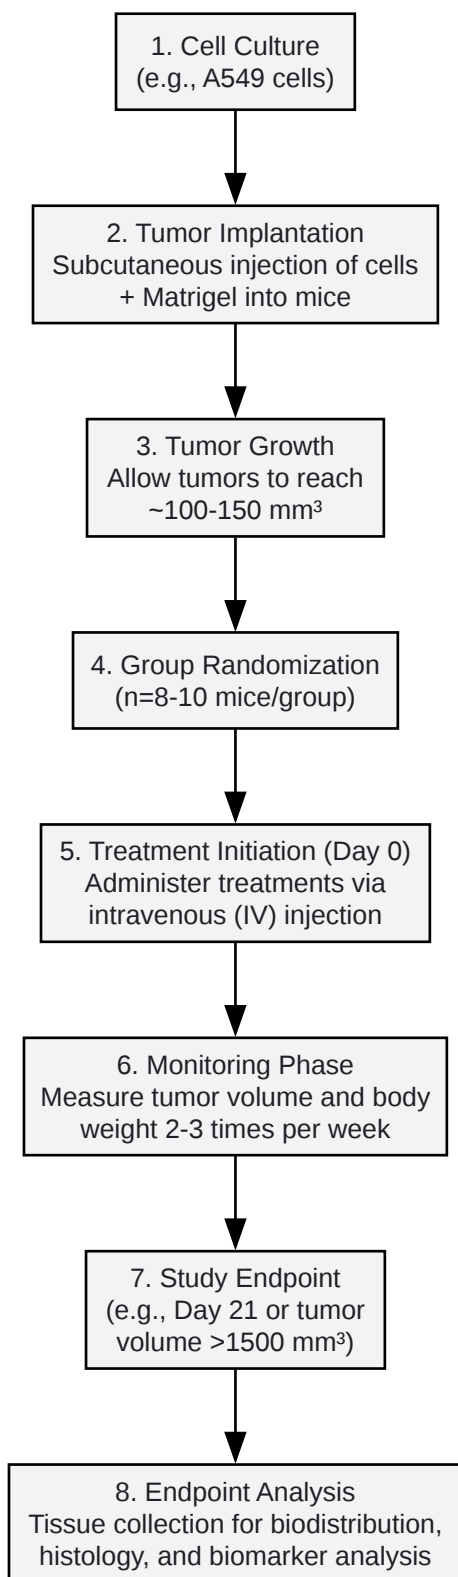 1. Cell Culture
(e.g., A549 cells)
2. Tumor Implantation
Subcutaneous injection of cells
+ Matrigel into mice
3. Tumor Growth
Allow tumors to reach
~100-150 mm³
4. Group Randomization
(n=8-10 mice/group)
5. Treatment Initiation (Day 0)
Administer treatments via
intravenous (IV) injection
6. Monitoring Phase
Measure tumor volume and body
weight 2-3 times per week
7. Study Endpoint
(e.g., Day 21 or tumor
volume >1500 mm³)
8. Endpoint Analysis
Tissue collection for biodistribution,
histology, and biomarker analysis